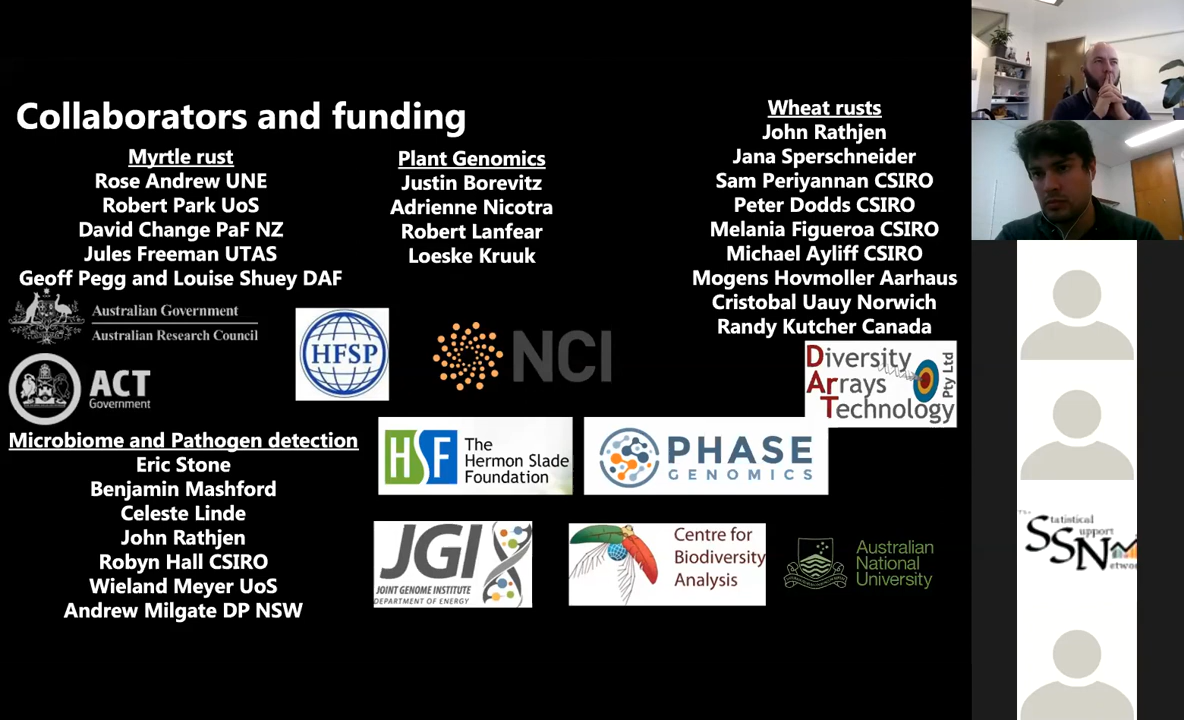 Collaborators and funding
Myrtle rust
Rose Andrew UNE
Robert Park UoS
David Change PaF NZ
Jules Freeman UTAS
Geoff Pegg and Louise Shuey DAF
Plant Genomics
Justin Borevitz
Adrienne Nicotra
Robert Lanfear
Loeske Kruuk
Wheat rusts
John Rathjen
Jana Sperschneider
Sam Periyannan CSIRO
Peter Dodds CSIRO
Melania Figueroa CSIRO
Michael Ayliff CSIRO
Mogens Hovmoller Aarhaus
Cristobal Uauy Norwich
Randy Kutcher Canada
Australian Government
Australian Research Council
ACT
Government
HFSP
NCI
Diversity
Arrays
Technology
Pty Ltd
Microbiome and Pathogen detection
Eric Stone
Benjamin Mashford
Celeste Linde
John Rathjen
Robyn Hall CSIRO
Wieland Meyer UoS
Andrew Milgate DP NSW
HSF
The
Hermon Slade
Foundation
PHASE
GENOMICS
JGI
JOINT GENOME INSTITUTE
DEPARTMENT OF ENERGY
Centre for
Biodiversity
Analysis
Australian
National
University
The
Statistical
Support
Networ